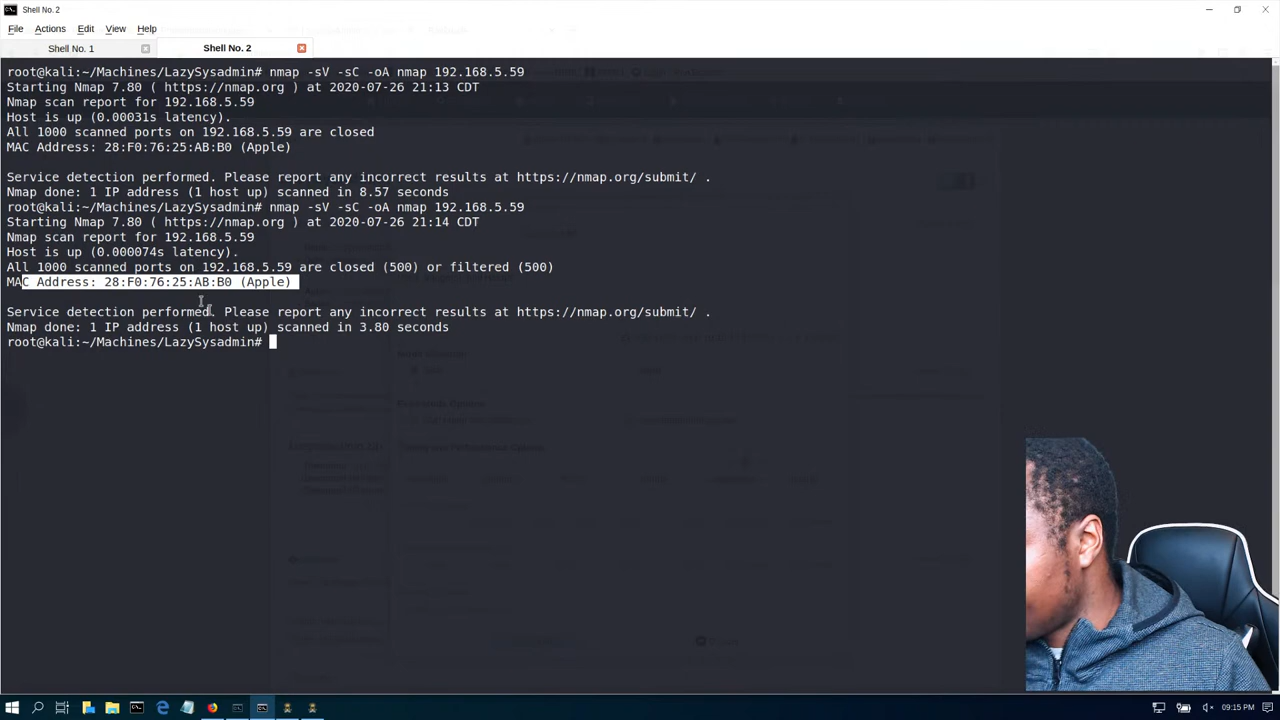 Shell No. 2
File Actions Edit View Help
Shell No. 1
Shell No. 2
root@kali:~/Machines/LazySysadmin# nmap -sV -sC -oA nmap 192.168.5.59
Starting Nmap 7.80 ( https://nmap.org ) at 2020-07-26 21:13 CDT
Nmap scan report for 192.168.5.59
Host is up (0.00031s latency).
All 1000 scanned ports on 192.168.5.59 are closed
MAC Address: 28:F0:76:25:AB:B0 (Apple)
Service detection performed. Please report any incorrect results at https://nmap.org/submit/ .
Nmap done: 1 IP address (1 host up) scanned in 8.57 seconds
root@kali:~/Machines/LazySysadmin# nmap -sV -sC -oA nmap 192.168.5.59
Starting Nmap 7.80 ( https://nmap.org ) at 2020-07-26 21:14 CDT
Nmap scan report for 192.168.5.59
Host is up (0.000074s latency).
All 1000 scanned ports on 192.168.5.59 are closed (500) or filtered (500)
MAC Address: 28:F0:76:25:AB:B0 (Apple)
Service detection performed. Please report any incorrect results at https://nmap.org/submit/ .
Nmap done: 1 IP address (1 host up) scanned in 3.80 seconds
root@kali:~/Machines/LazySysadmin#
09:15 PM